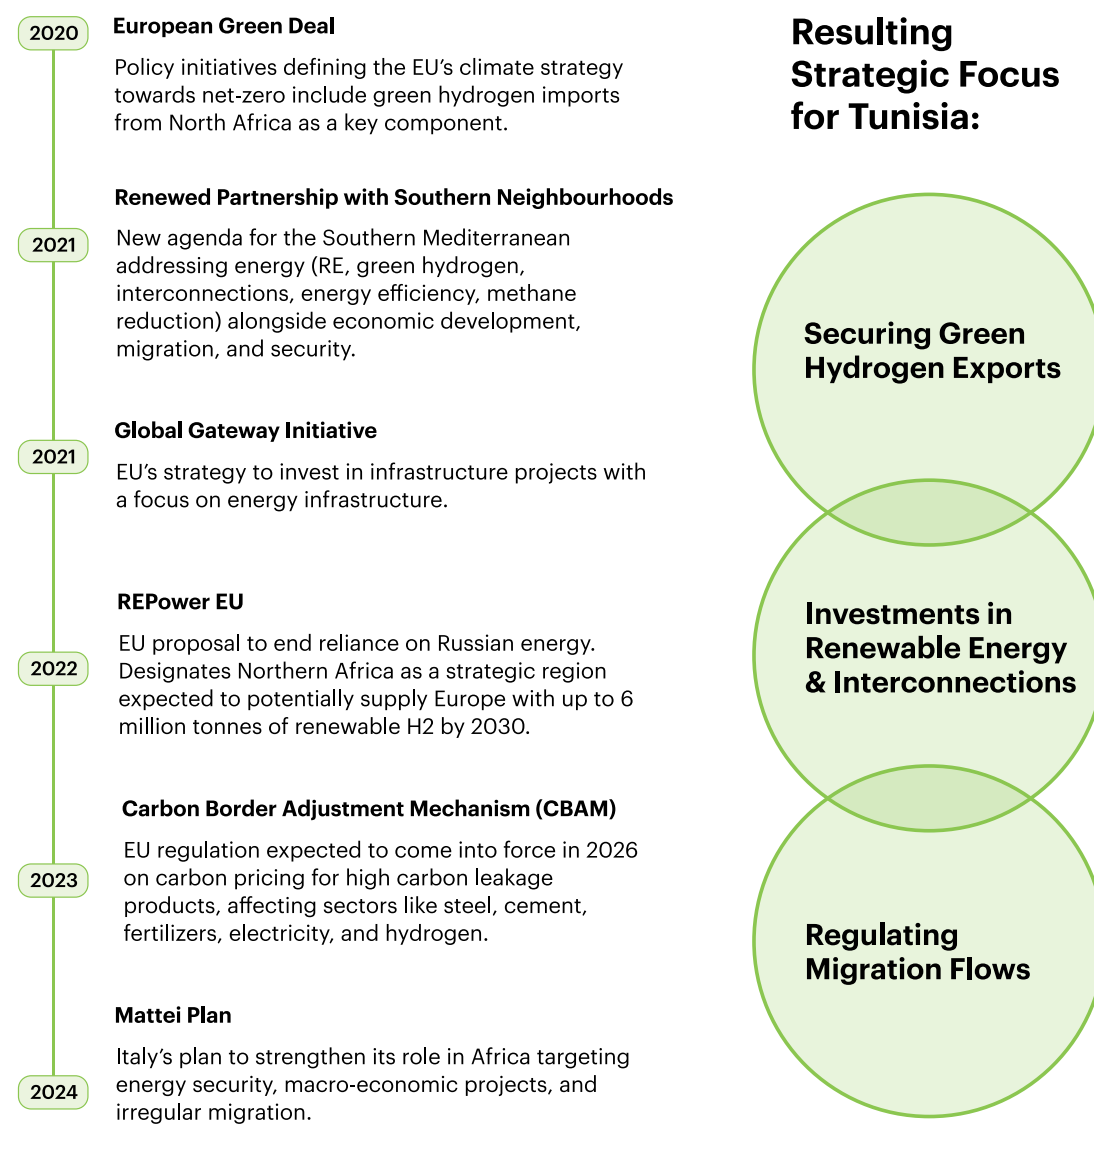 2020
European Green Deal
Policy initiatives defining the EU’s climate strategy
towards net-zero include green hydrogen imports
from North Africa as a key component.
Renewed Partnership with Southern Neighbourhoods
2021
New agenda for the Southern Mediterranean
addressing energy (RE, green hydrogen,
interconnections, energy efficiency, methane
reduction) alongside economic development,
migration, and security.
Global Gateway Initiative
2021
EU’s strategy to invest in infrastructure projects with
a focus on energy infrastructure.
REPower EU
2022
EU proposal to end reliance on Russian energy.
Designates Northern Africa as a strategic region
expected to potentially supply Europe with up to 6
million tonnes of renewable H2 by 2030.
Carbon Border Adjustment Mechanism (CBAM)
2023
EU regulation expected to come into force in 2026
on carbon pricing for high carbon leakage
products, affecting sectors like steel, cement,
fertilizers, electricity, and hydrogen.
Mattei Plan
2024
Italy’s plan to strengthen its role in Africa targeting
energy security, macro-economic projects, and
irregular migration.
Resulting
Strategic Focus
for Tunisia:
Securing Green
Hydrogen Exports
Investments in
Renewable Energy
& Interconnections
Regulating
Migration Flows